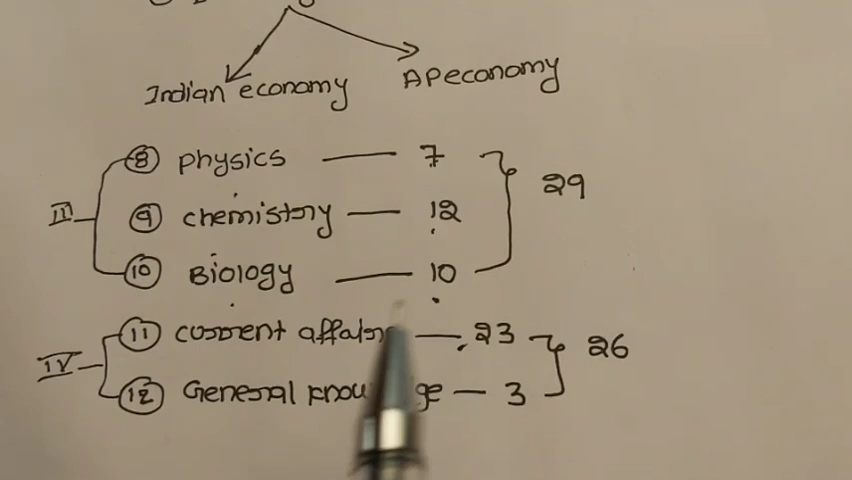 Indian economy AP economy
⑧ physics — 7
⑨ chemistry — 12
29
III
⑩ Biology — 10
⑪ current affairs — 23
26
IV
⑫ General — 3